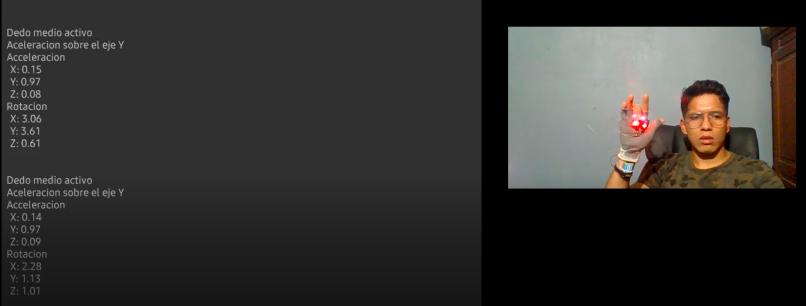 Dedo medio activo
Aceleracion sobre el eje Y
Acceleracion
X: 0.15
Y: 0.97
Z: 0.08
Rotacion
X: 3.06
Y: 3.61
Z: 0.61
Dedo medio activo
Aceleracion sobre el eje Y
Acceleracion
X: 0.14
Y: 0.97
Z: 0.09
Rotacion
X: 2.28
Y: 1.13
Z: 1.01